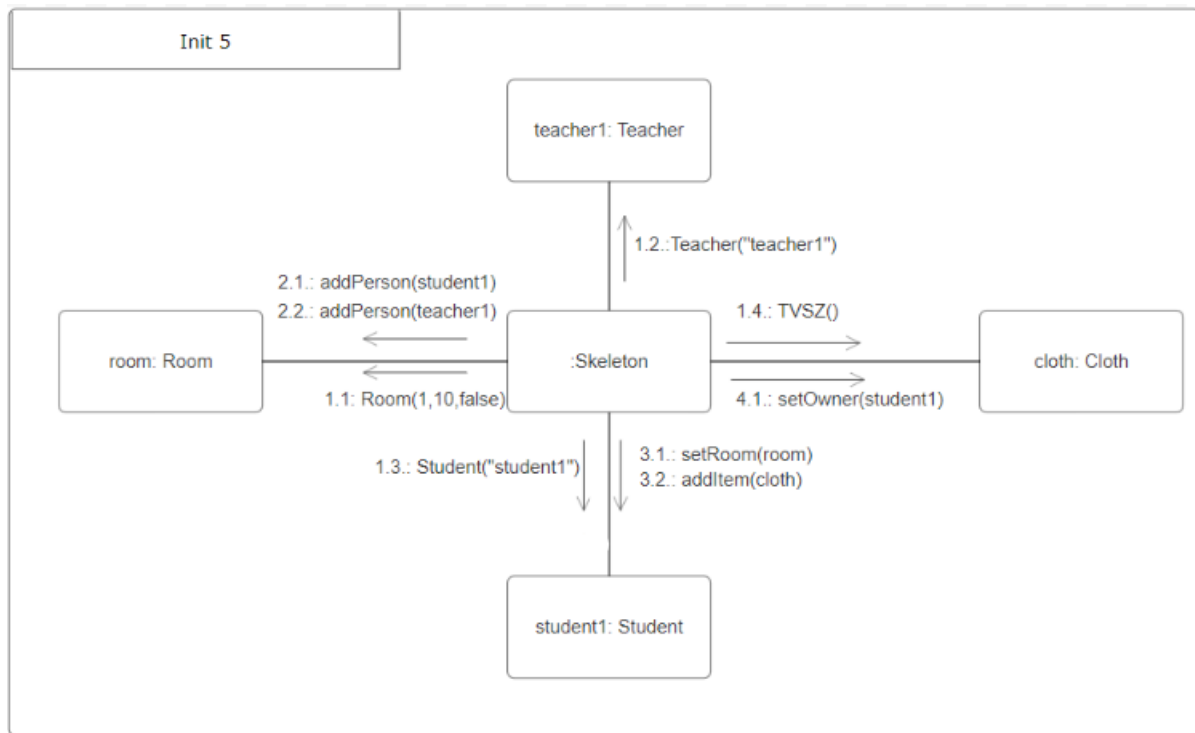 Init 5
teacher1: Teacher
1.2.:Teacher("teacher1")
2.1.: addPerson(student1)
2.2.: addPerson(teacher1)
1.4.: TVSZ()
room: Room
:Skeleton
cloth: Cloth
1.1: Room(1,10,false)
4.1.: setOwner(student1)
1.3.: Student("student1")
3.1.: setRoom(room)
3.2.: addItem(cloth)
student1: Student